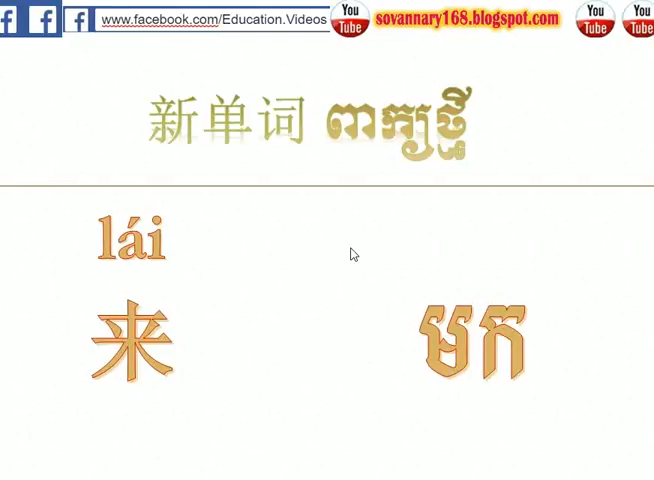 www.facebook.com/Education.Videos You Tube sovannary168.blogspot.com You Tube You Tube
新单词 ពាក្យថ្មី
lái
来 មក